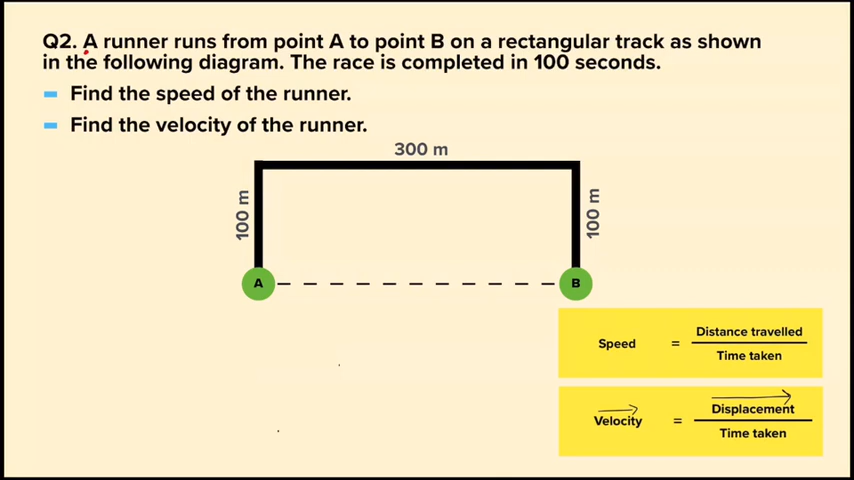 Q2. A runner runs from point A to point B on a rectangular track as shown
in the following diagram. The race is completed in 100 seconds.
Find the speed of the runner.
Find the velocity of the runner.
300 m
100 m
100 m
A
B
Speed = Distance travelled
Time taken
Velocity = Displacement
Time taken